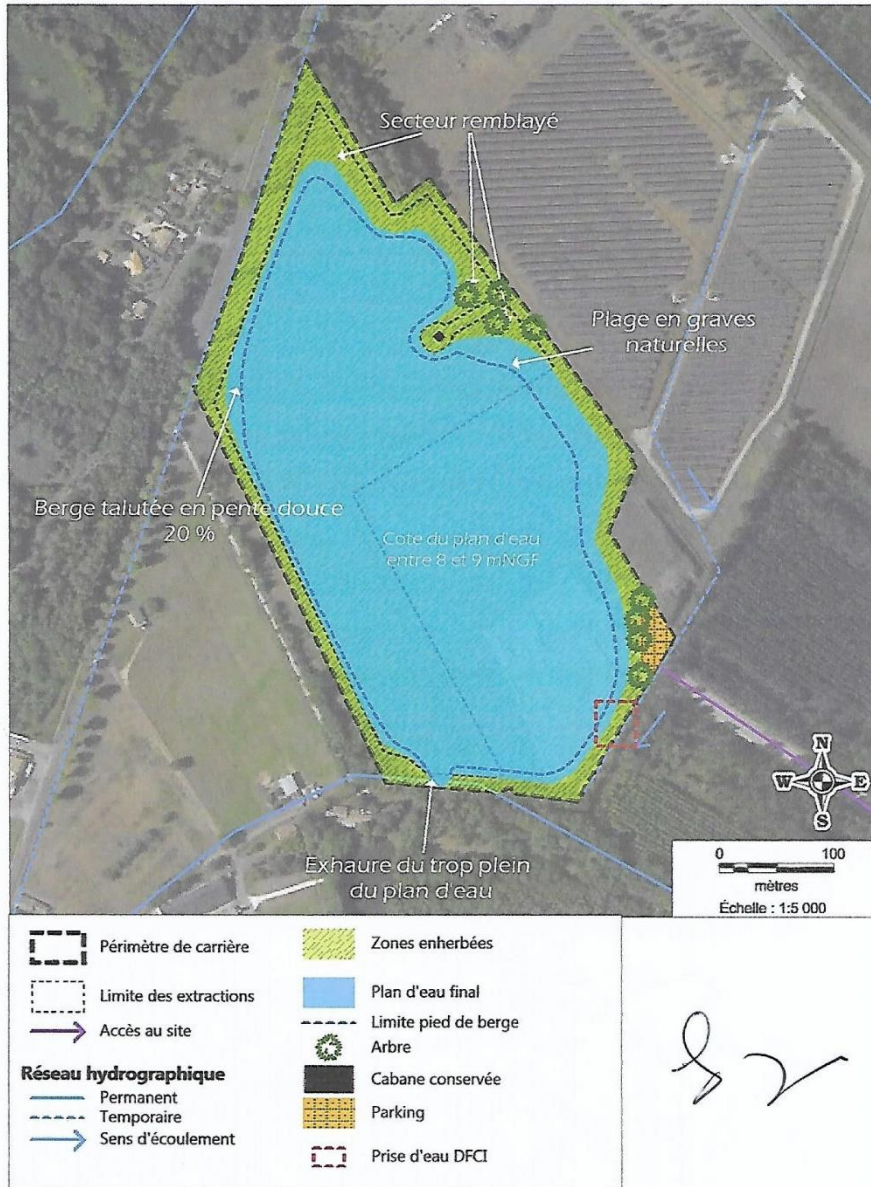 Secteur remblayé
Plage en graves
naturelles
Berge talutée en pente douce
20 %
Cote du plan d'eau
entre 8 et 9 mNGF
Exhaure du trop plein
du plan d'eau
N
W E
S
0 100
mètres
Échelle : 1:5 000
Périmètre de carrière
Limite des extractions
Accès au site
Réseau hydrographique
Permanent
Temporaire
Sens d'écoulement
Zones enherbées
Plan d'eau final
Limite pied de berge
Arbre
Cabane conservée
Parking
Prise d'eau DFCI